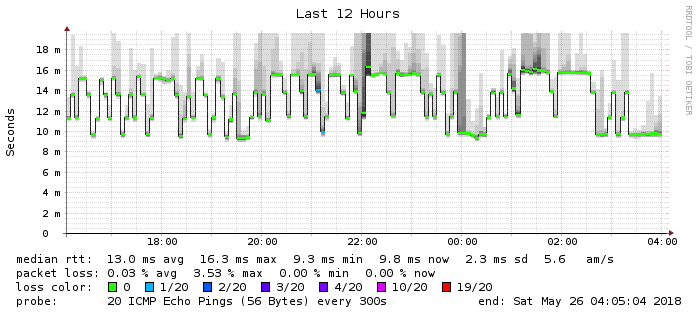 Last 12 Hours
RRDTOOL / TOBI OETIKER
Seconds
18 m
16 m
14 m
12 m
10 m
8 m
6 m
4 m
2 m
0
18:00 20:00 22:00 00:00 02:00 04:00
median rtt: 13.0 ms avg 16.3 ms max 9.3 ms min 9.8 ms now 2.3 ms sd 5.6 am/s
packet loss: 0.03 % avg 3.53 % max 0.00 % min 0.00 % now
loss color: 0 1/20 2/20 3/20 4/20 10/20 19/20
probe: 20 ICMP Echo Pings (56 Bytes) every 300s end: Sat May 26 04:05:04 2018